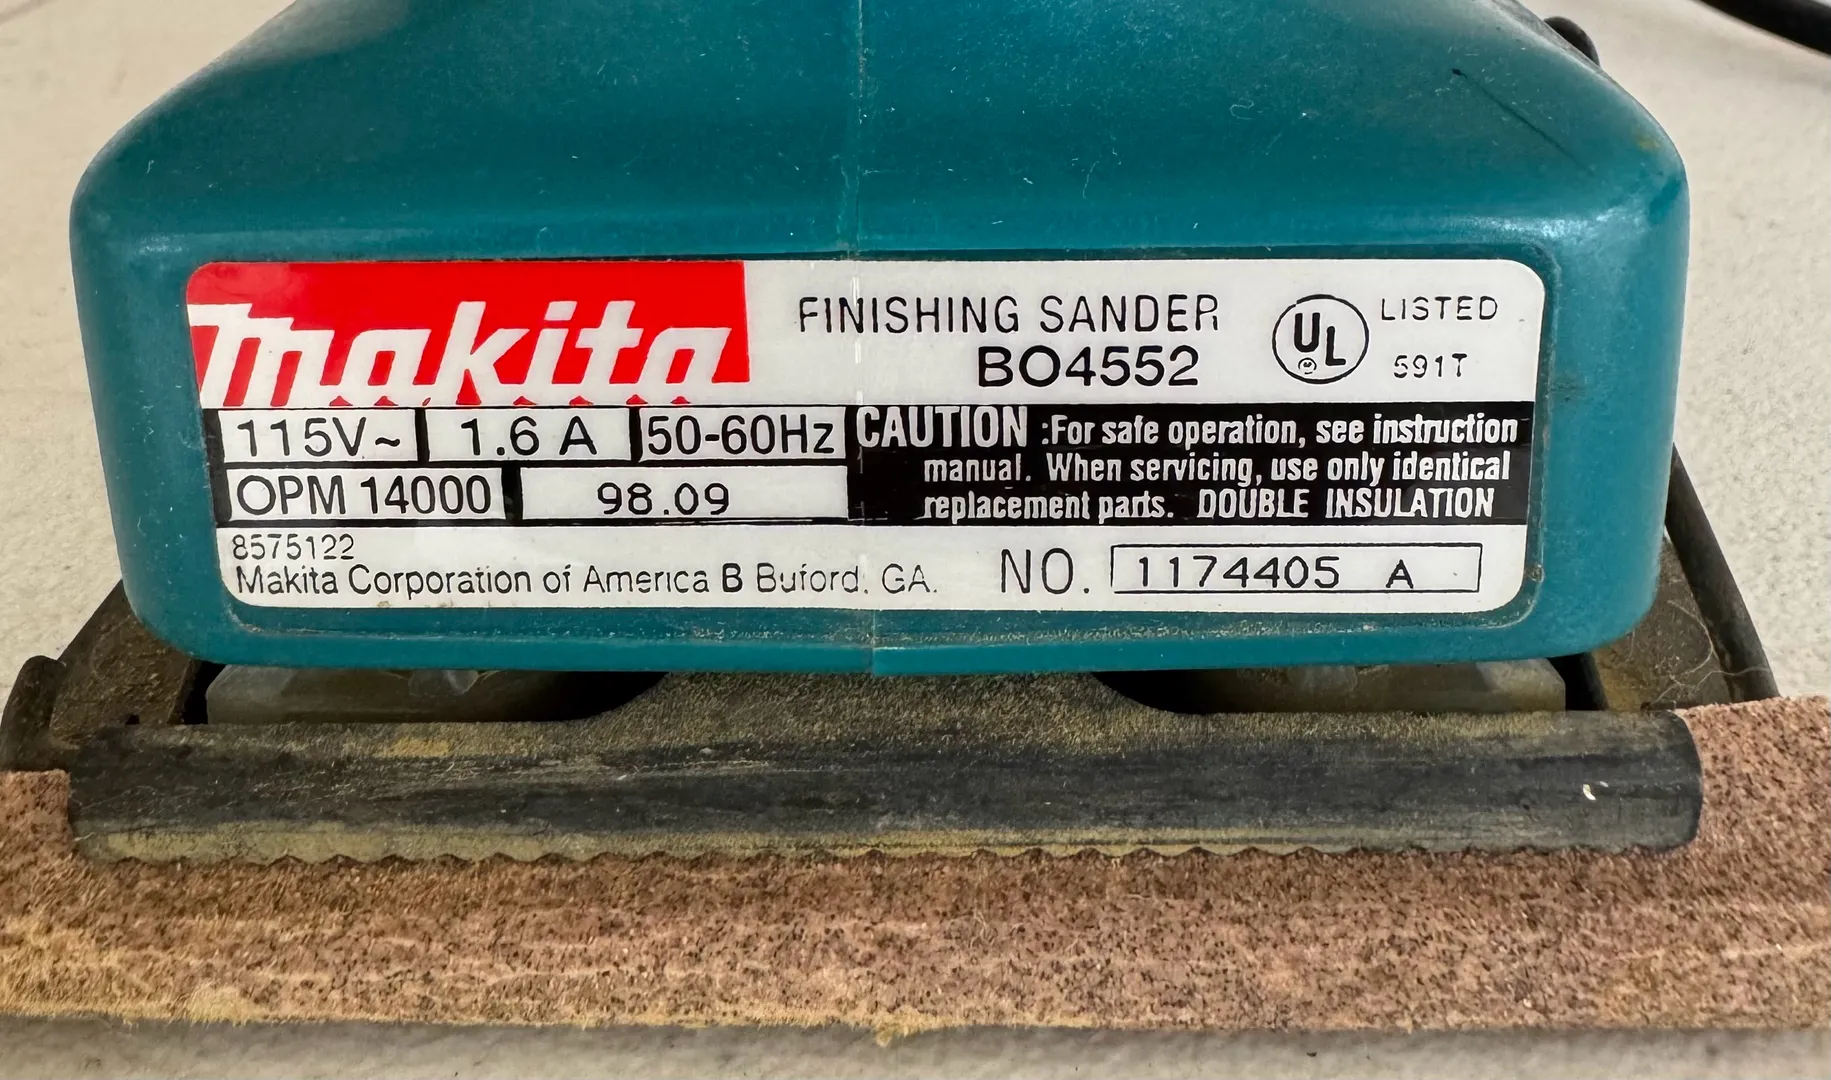 makita
FINISHING SANDER
BO4552
UL
LISTED
591T
115V~ 1.6 A 50-60Hz
OPM 14000 98.09
CAUTION :For safe operation, see instruction
manual. When servicing, use only identical
replacement parts. DOUBLE INSULATION
8575122
Makita Corporation of America B Buford, GA.
NO. 1174405 A